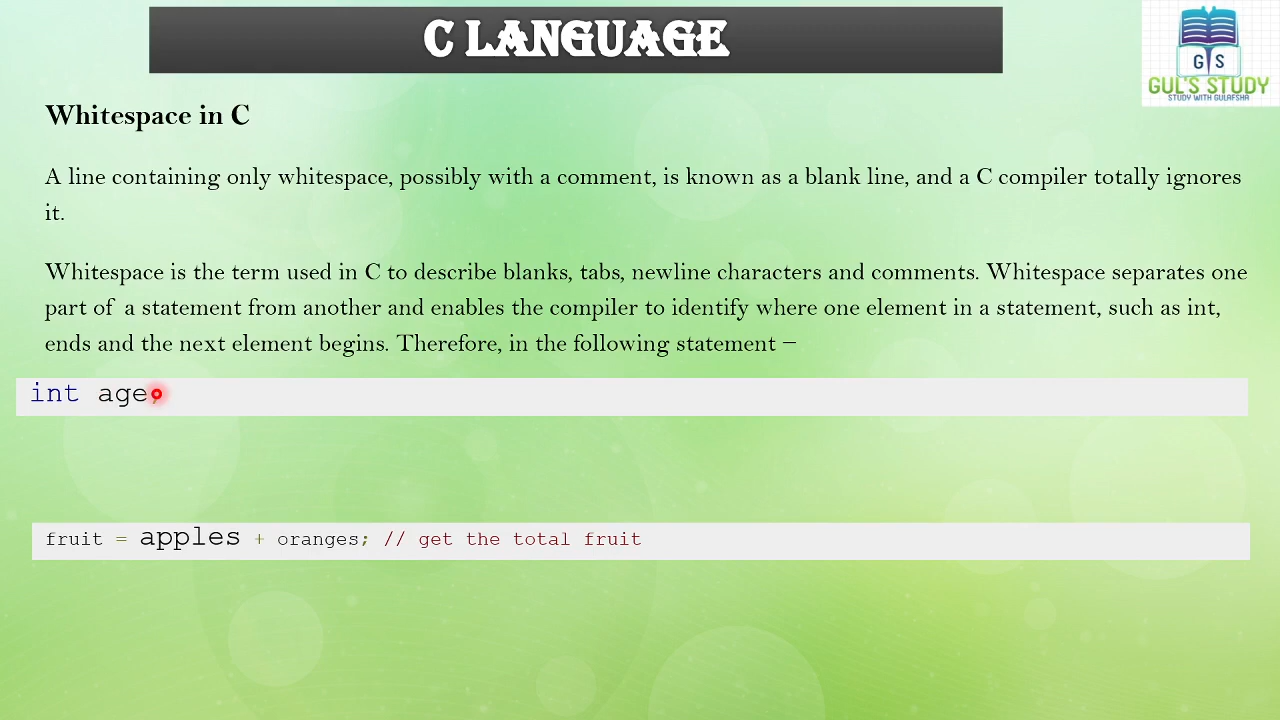 C LANGUAGE
G S
GUL'S STUDY
STUDY WITH GULAFSHA
Whitespace in C
A line containing only whitespace, possibly with a comment, is known as a blank line, and a C compiler totally ignores
it.
Whitespace is the term used in C to describe blanks, tabs, newline characters and comments. Whitespace separates one
part of a statement from another and enables the compiler to identify where one element in a statement, such as int,
ends and the next element begins. Therefore, in the following statement −
int age;
fruit = apples + oranges; // get the total fruit